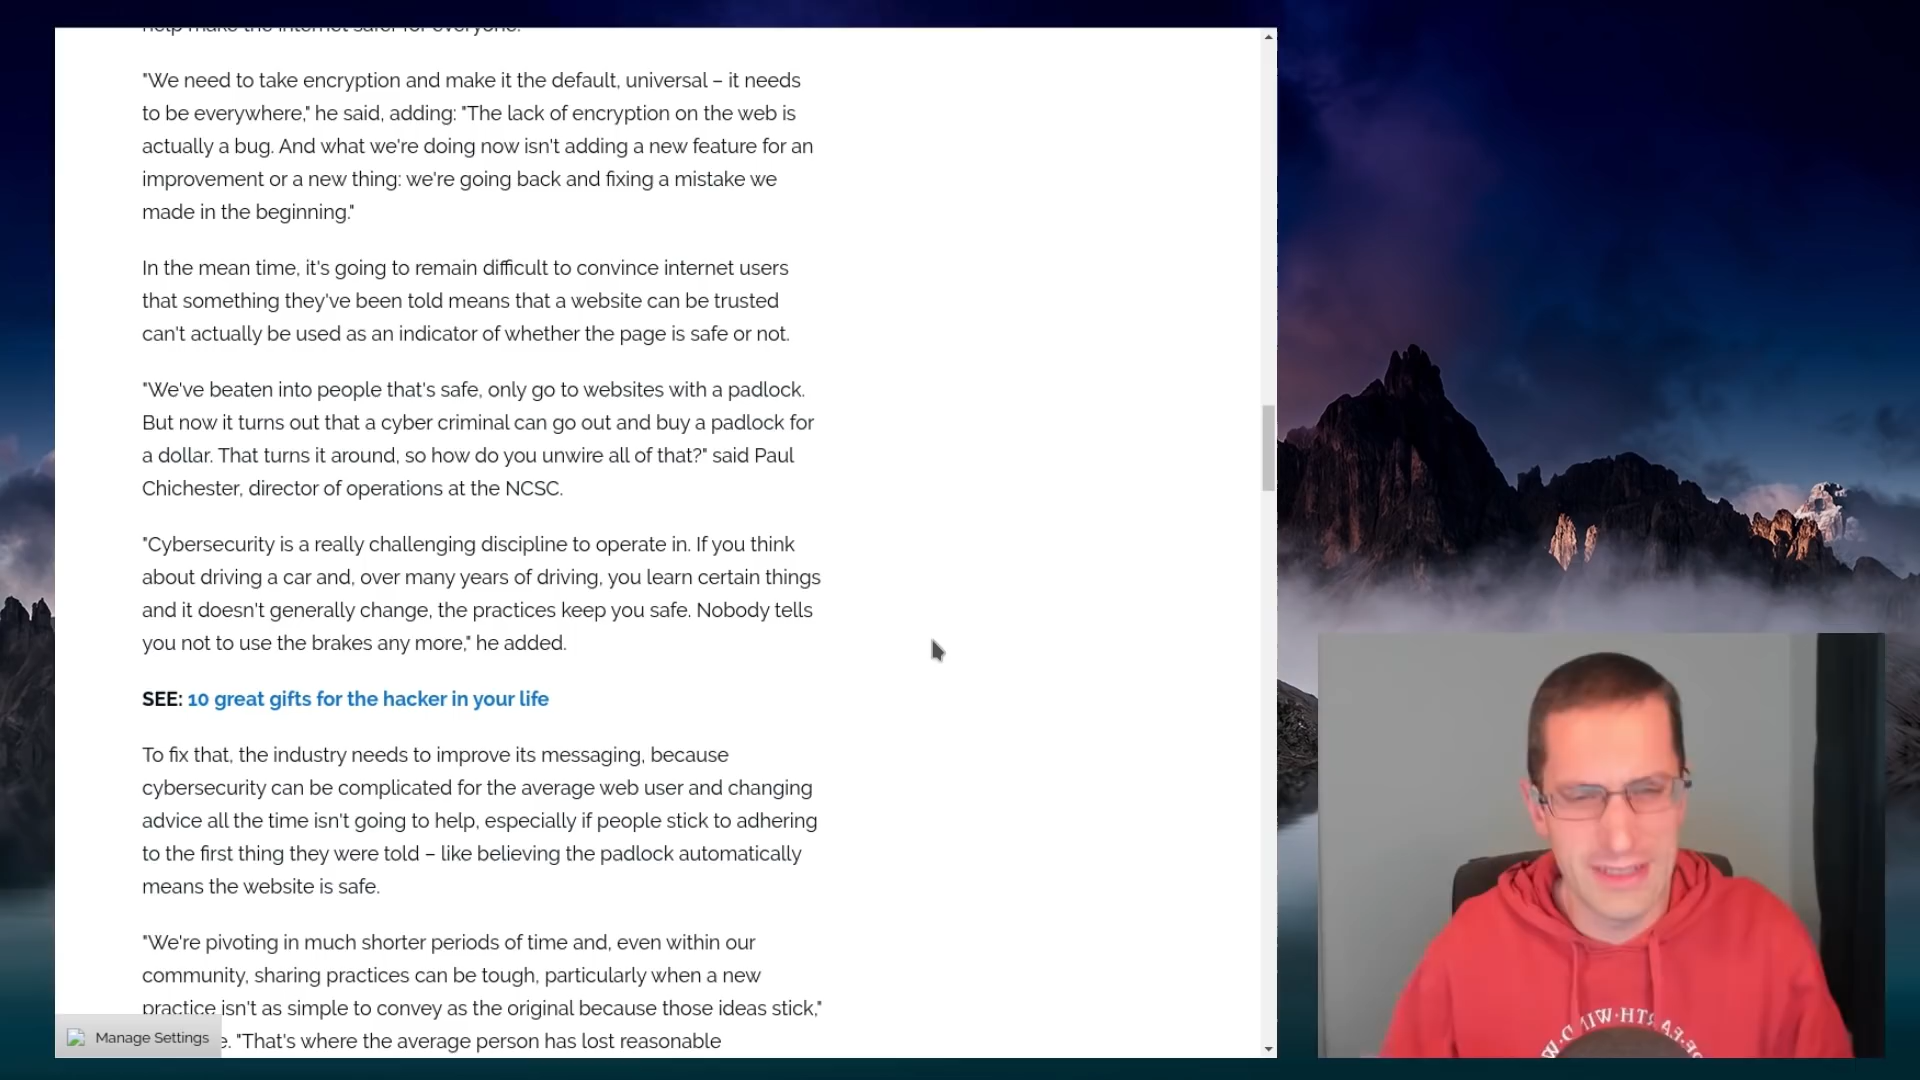 help make the internet safer for everyone.
"We need to take encryption and make it the default, universal – it needs
to be everywhere," he said, adding: "The lack of encryption on the web is
actually a bug. And what we're doing now isn't adding a new feature for an
improvement or a new thing: we're going back and fixing a mistake we
made in the beginning."
In the mean time, it's going to remain difficult to convince internet users
that something they've been told means that a website can be trusted
can't actually be used as an indicator of whether the page is safe or not.
"We've beaten into people that's safe, only go to websites with a padlock.
But now it turns out that a cyber criminal can go out and buy a padlock for
a dollar. That turns it around, so how do you unwire all of that?" said Paul
Chichester, director of operations at the NCSC.
"Cybersecurity is a really challenging discipline to operate in. If you think
about driving a car and, over many years of driving, you learn certain things
and it doesn't generally change, the practices keep you safe. Nobody tells
you not to use the brakes any more," he added.
SEE: 10 great gifts for the hacker in your life
To fix that, the industry needs to improve its messaging, because
cybersecurity can be complicated for the average web user and changing
advice all the time isn't going to help, especially if people stick to adhering
to the first thing they were told – like believing the padlock automatically
means the website is safe.
"We're pivoting in much shorter periods of time and, even within our
community, sharing practices can be tough, particularly when a new
practice isn't as simple to convey as the original because those ideas stick,"
"That's where the average person has lost reasonable
Manage Settings